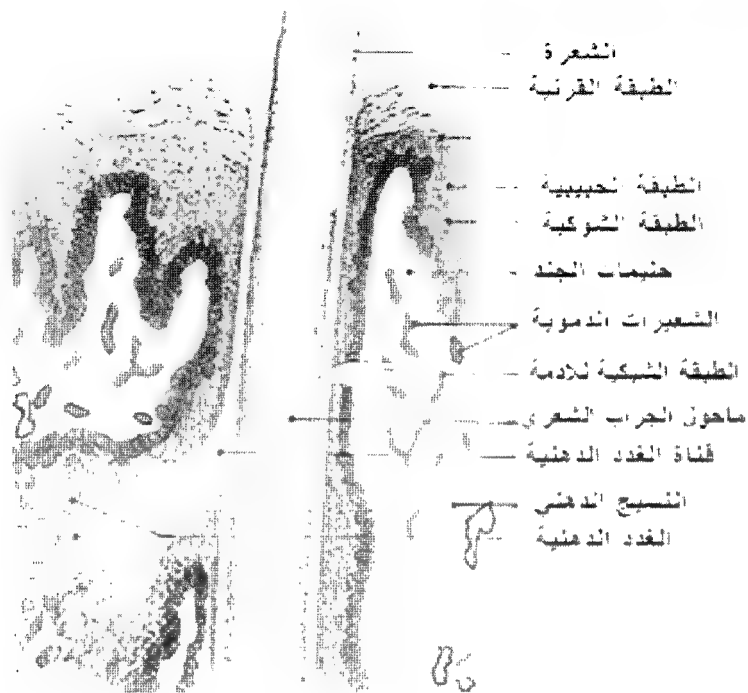 الشعرة
الطبقة القرنية
الطبقة الحبيبية
الطبقة الشوكية
حليمات الجلد
الشعيرات الدموية
الطبقة الشبكية للادمة
ماحول الجراب الشعري
قناة الغدد الدهنية
النسيج الدهني
الغدد الدهنية